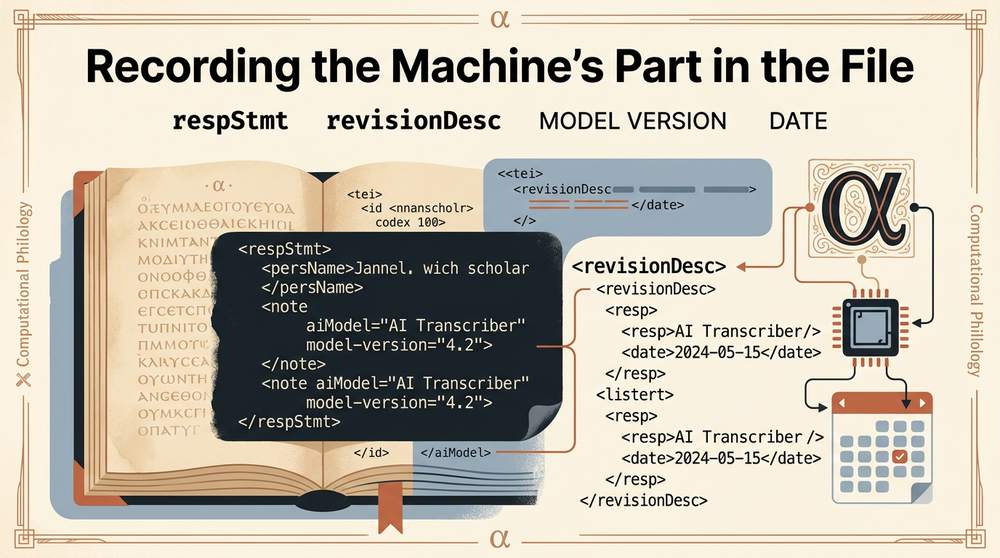 α
Recording the Machine's Part in the File
respStmt revisionDesc MODEL VERSION DATE
Computational Philology
·α·
<tei>
<id <nnanscholr>
codex 100>
<respStmt>
<persName>Jannel. wich scholar
</persName>
<note
aiModel="AI Transcriber"
model-version="4.2">
</note>
<note aiModel="AI Transcriber"
model-version="4.2">
</respStmt>
</id> </aiModel>
<<tei>
<revisionDesc >
</date>
</>
<revisionDesc>
<revisionDesc>
<resp>
<resp>AI Transcriber/>
<date>2024-05-15</date>
</resp>
<listert>
<resp>
<resp>AI Transcriber/>
<date>2024-05-15</date>
</resp>
</revisionDesc>
α
Computational Philology
α